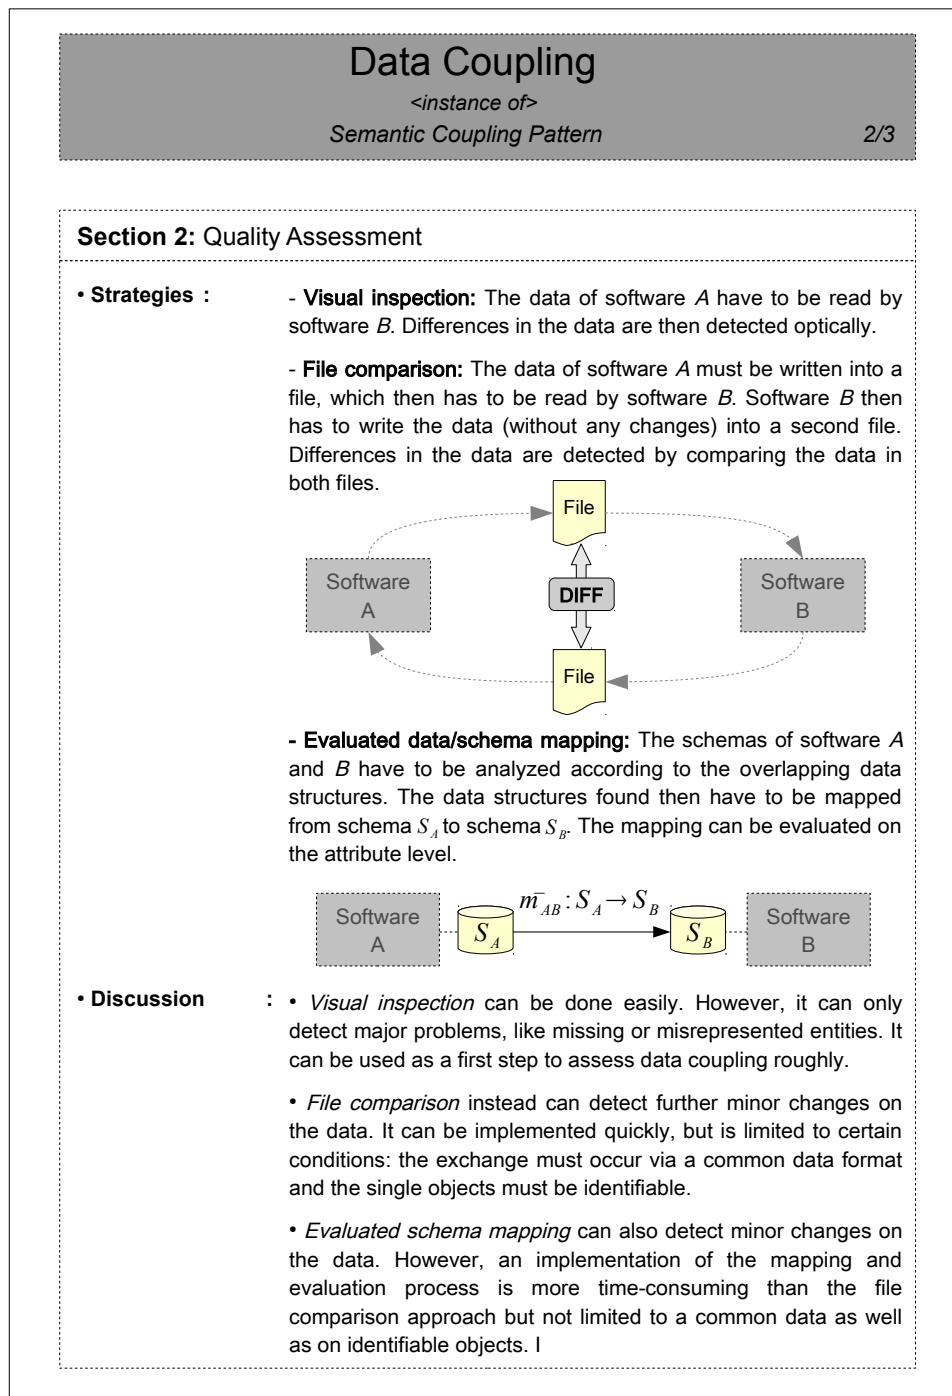 Data Coupling
<instance of>
Semantic Coupling Pattern 2/3
Section 2: Quality Assessment
• Strategies :
- Visual inspection: The data of software A have to be read by
software B. Differences in the data are then detected optically.
- File comparison: The data of software A must be written into a
file, which then has to be read by software B. Software B then
has to write the data (without any changes) into a second file.
Differences in the data are detected by comparing the data in
both files.
File
Software
A
DIFF
Software
B
File
- Evaluated data/schema mapping: The schemas of software A
and B have to be analyzed according to the overlapping data
structures. The data structures found then have to be mapped
from schema S_A to schema S_B. The mapping can be evaluated on
the attribute level.
Software
A
S_A
m̄_AB : S_A → S_B
S_B
Software
B
• Discussion :
• Visual inspection can be done easily. However, it can only
detect major problems, like missing or misrepresented entities. It
can be used as a first step to assess data coupling roughly.
• File comparison instead can detect further minor changes on
the data. It can be implemented quickly, but is limited to certain
conditions: the exchange must occur via a common data format
and the single objects must be identifiable.
• Evaluated schema mapping can also detect minor changes on
the data. However, an implementation of the mapping and
evaluation process is more time-consuming than the file
comparison approach but not limited to a common data as well
as on identifiable objects. I